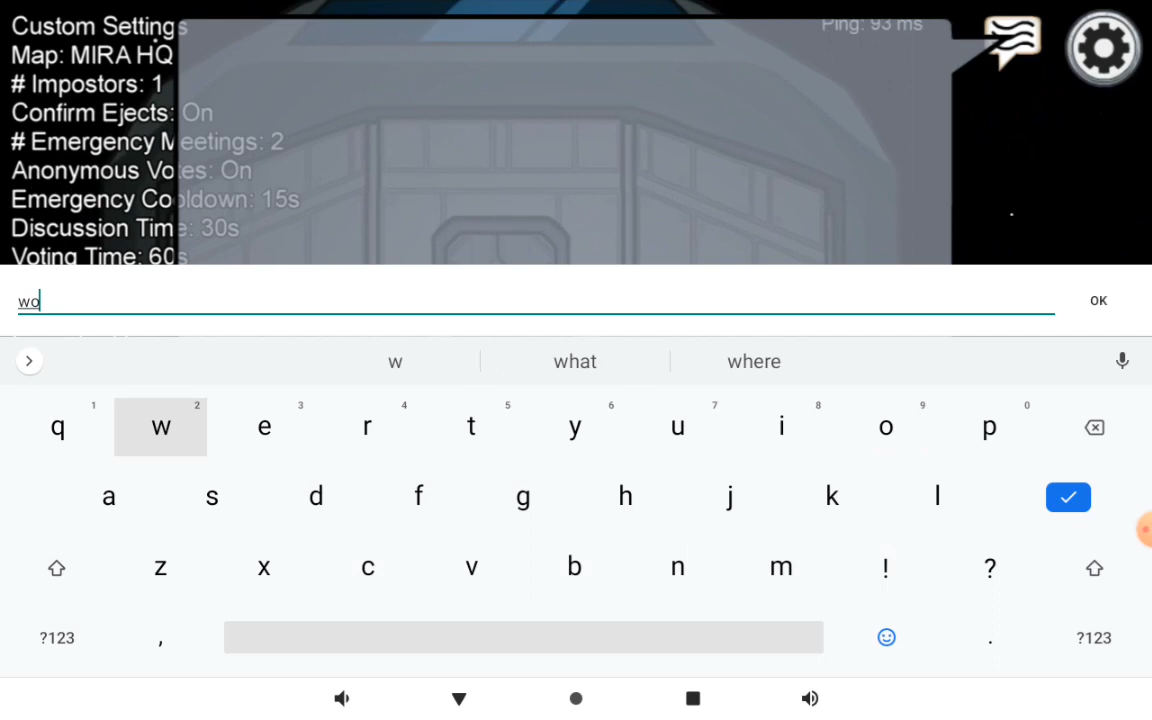 Custom Settings
Ping: 93 ms
Map: MIRA HQ
# Impostors: 1
Confirm Ejects: On
# Emergency Meetings: 2
Anonymous Votes: On
Emergency Cooldown: 15s
Discussion Time: 30s
Voting Time: 60s
wo
OK
w what where
1 2 3 4 5 6 7 8 9 0
q w e r t y u i o p
a s d f g h j k l
z x c v b n m ! ?
?123 , . ?123